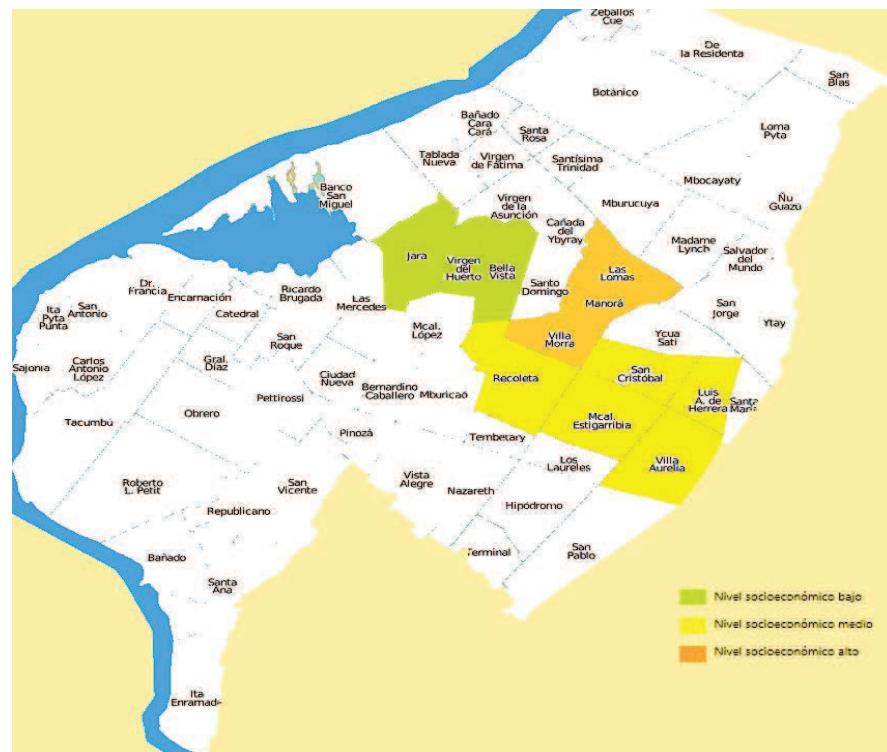 Zeballos
Cue
De
la Residenta
San
Blas
Botánico
Bañado
Cara
Cará
Santa
Rosa
Loma
Pyta
Tablada
Nueva
Virgen
de Fátima
Santísima
Trinidad
Mbocayaty
Banco
San
Miguel
Virgen
de la
Asunción
Mburucuya
Ñu
Guazú
Cañada
del
Ybyray
Jara
Virgen
del
Huerto
Bella
Vista
Madame
Lynch
Salvador
del
Mundo
Las
Lomas
Santo
Domingo
Dr.
Francia
Encarnación
Ricardo
Brugada
Las
Mercedes
Manorá
San
Jorge
Ytay
Ita
Pyta
Punta
San
Antonio
Catedral
Mcal.
López
Villa
Morra
Ycua
Sati
San
Roque
Sajonia
Carlos
Antonio
López
Gral.
Díaz
Ciudad
Nueva
Bernardino
Caballero
Mburicaó
Recoleta
San
Cristóbal
Luis
A. de
Herrera
Santa
Pettirossi
Obrero
Tacumbú
Pinozá
Tembetary
Mcal.
Estigarribia
Los
Laureles
Villa
Aurelia
Roberto
L. Petit
San
Vicente
Vista
Alegre
Nazareth
Hipódromo
Republicano
Bañado
Terminal
San
Pablo
Santa
Ana
Nivel socioeconómico bajo
Nivel socioeconómico medio
Nivel socioeconómico alto
Ita
Enramad